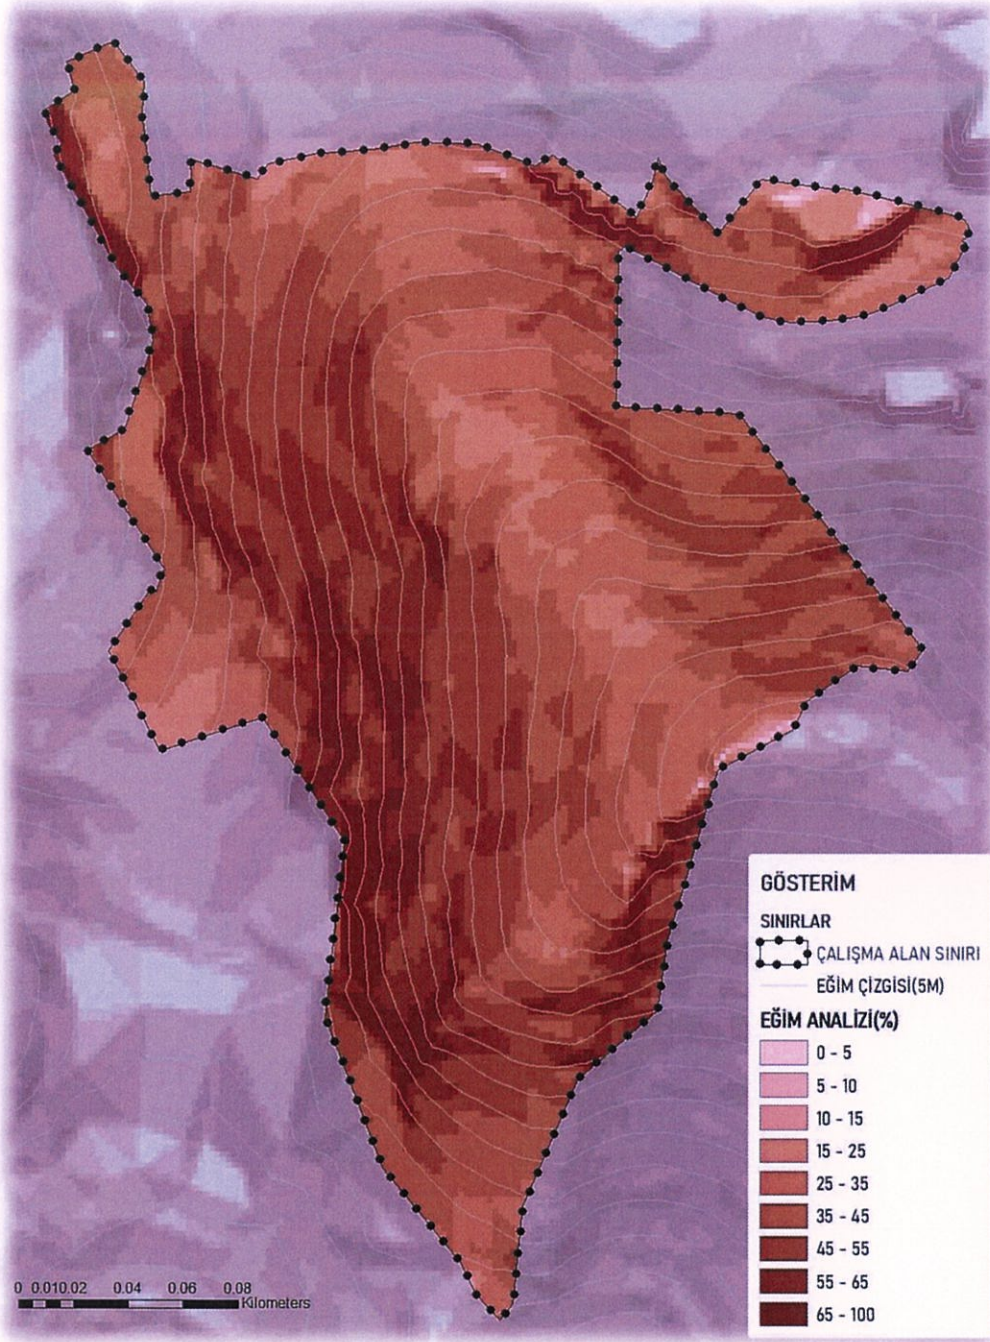 GÖSTERİM
SINIRLAR
ÇALIŞMA ALAN SINIRI
EĞİM ÇİZGİSİ(5M)
EĞİM ANALİZİ(%)
0 - 5
5 - 10
10 - 15
15 - 25
25 - 35
35 - 45
45 - 55
55 - 65
65 - 100
0 0.010.02 0.04 0.06 0.08
Kilometers